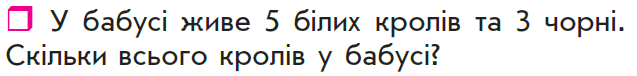 У бабусі живе 5 білих кролів та 3 чорні.
Скільки всього кролів у бабусі?